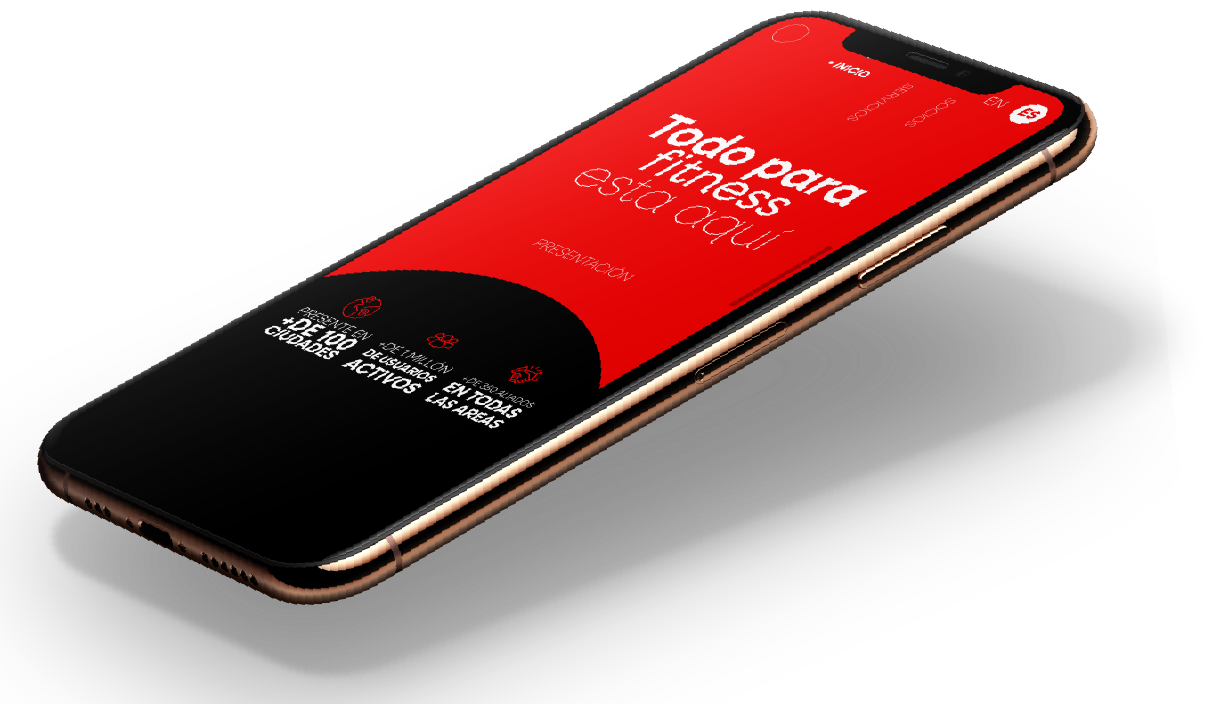 • INICIO
SERVICIOS
SOCIOS
EN
ES
Todo para
fitness
esta aquí
PRESENTACIÓN
PRESENTE EN
+DE 100
CIUDADES
+DE 1 MILLÓN
DE USUARIOS
ACTIVOS
+DE 350 ALIADOS
EN TODAS
LAS AREAS